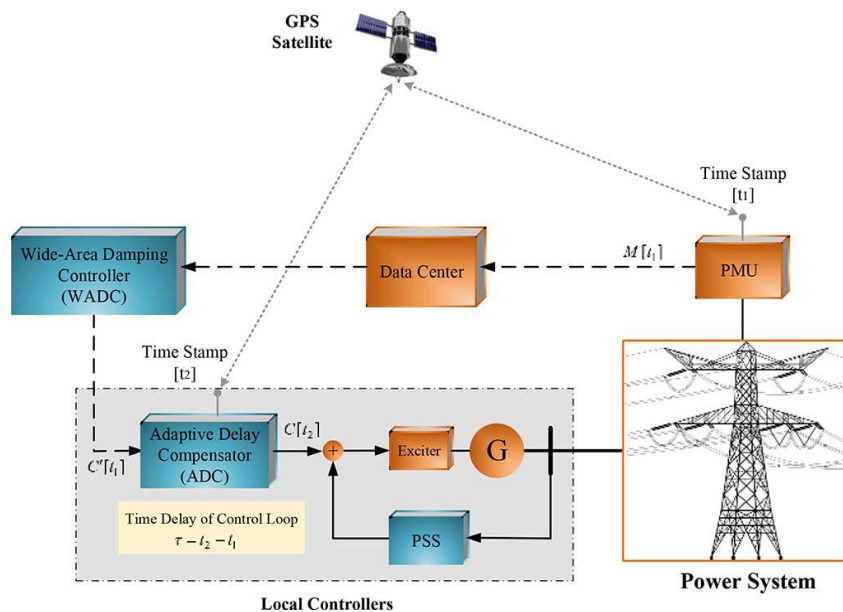 GPS
Satellite
Time Stamp
[t1]
Wide-Area Damping
Controller
(WADC)
Data Center
M[t1]
PMU
Time Stamp
[t2]
Adaptive Delay
Compensator
(ADC)
C'[t1]
C[t2]
+
Exciter
G
Time Delay of Control Loop
τ = t2 - t1
PSS
Power System
Local Controllers